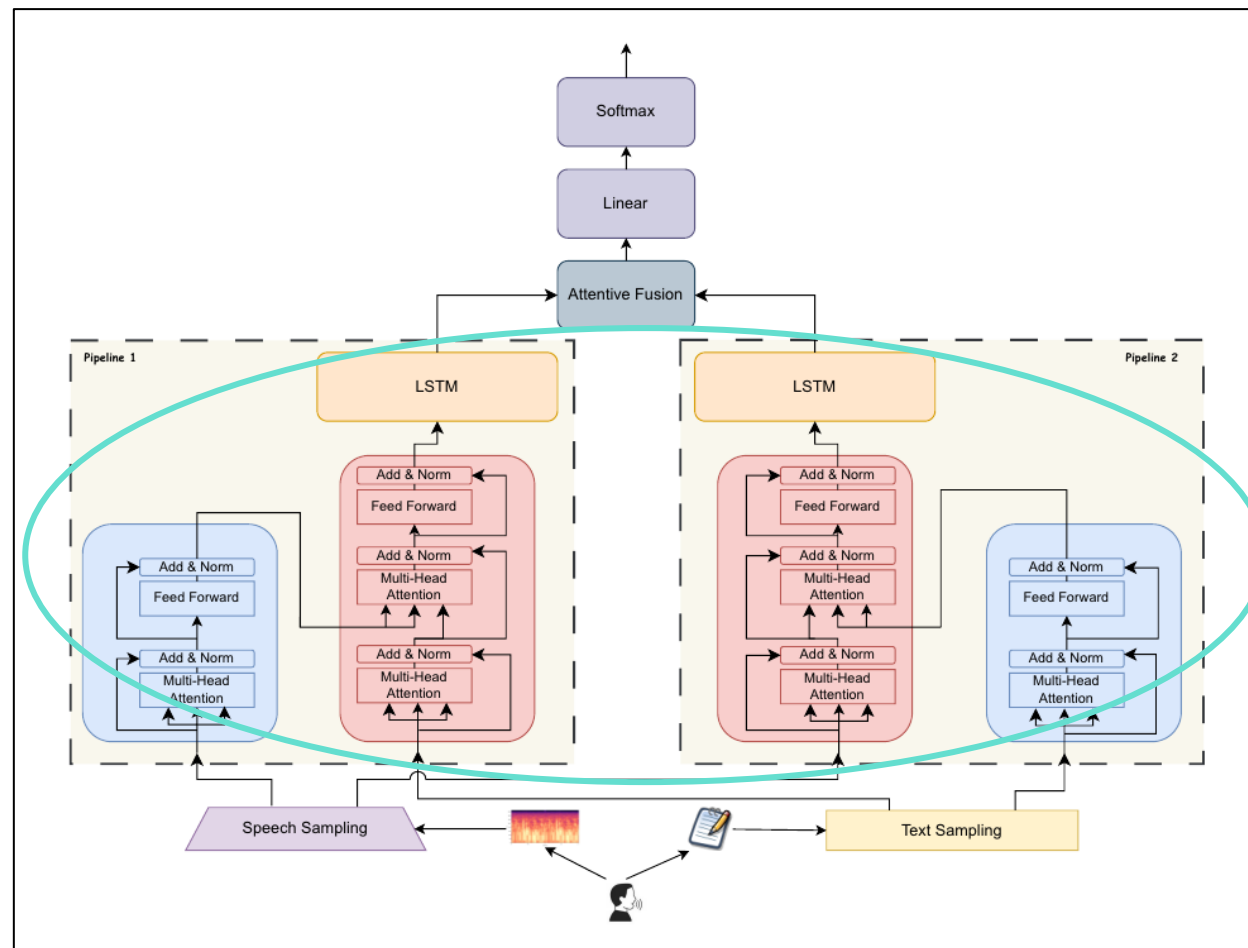 Softmax
Linear
Attentive Fusion
Pipeline 1
LSTM
Add & Norm
Feed Forward
Add & Norm
Multi-Head
Attention
Add & Norm
Multi-Head
Attention
Add & Norm
Feed Forward
Add & Norm
Multi-Head
Attention
Pipeline 2
LSTM
Add & Norm
Feed Forward
Add & Norm
Multi-Head
Attention
Add & Norm
Multi-Head
Attention
Add & Norm
Feed Forward
Add & Norm
Multi-Head
Attention
Speech Sampling
Text Sampling